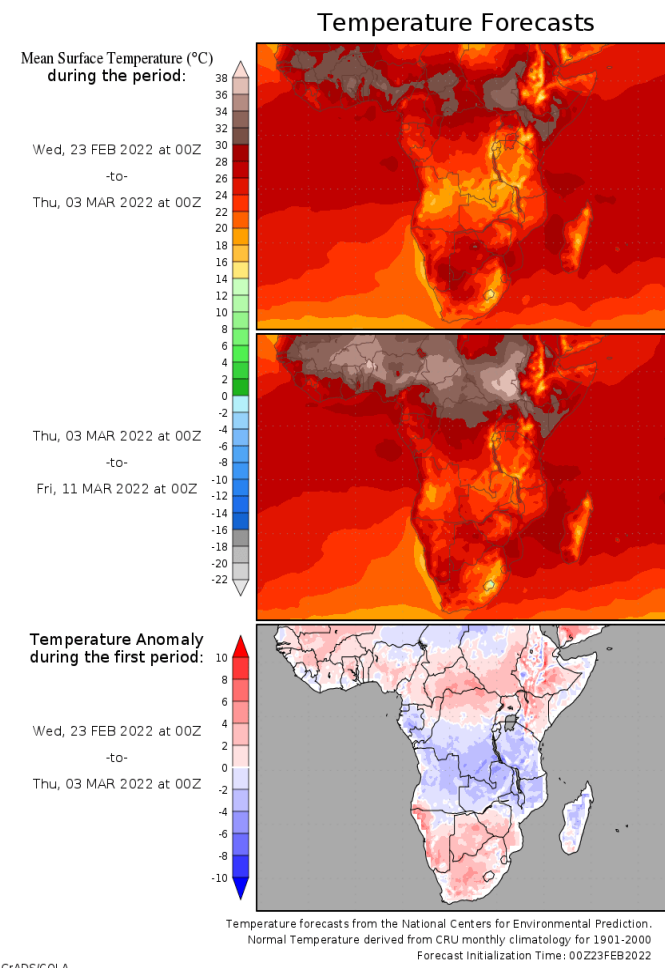 Temperature Forecasts
Mean Surface Temperature (°C)
during the period:
38
36
34
32
30
28
26
24
22
20
18
16
14
12
10
8
6
4
2
0
-2
-4
-6
-8
-10
-12
-14
-16
-18
-20
-22
Wed, 23 FEB 2022 at 00Z
-to-
Thu, 03 MAR 2022 at 00Z
Thu, 03 MAR 2022 at 00Z
-to-
Fri, 11 MAR 2022 at 00Z
Temperature Anomaly
during the first period:
10
8
6
4
2
0
-2
-4
-6
-8
-10
Wed, 23 FEB 2022 at 00Z
-to-
Thu, 03 MAR 2022 at 00Z
Temperature forecasts from the National Centers for Environmental Prediction.
Normal Temperature derived from CRU monthly climatology for 1901-2000
Forecast Initialization Time: 00Z23FEB2022
GrADS/COLA